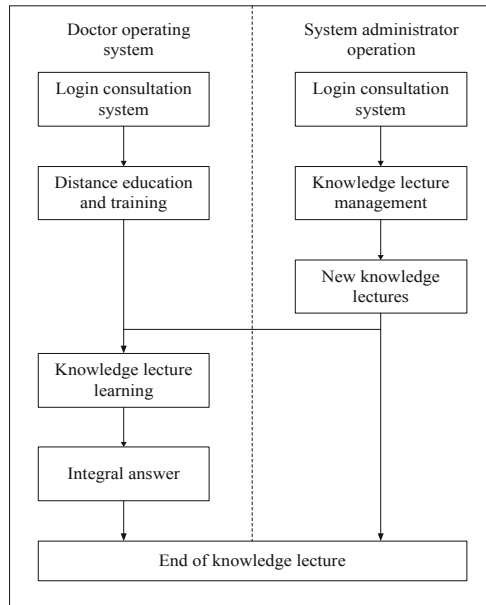 Doctor operating
system
System administrator
operation
Login consultation
system
Login consultation
system
Distance education
and training
Knowledge lecture
management
New knowledge
lectures
Knowledge lecture
learning
Integral answer
End of knowledge lecture